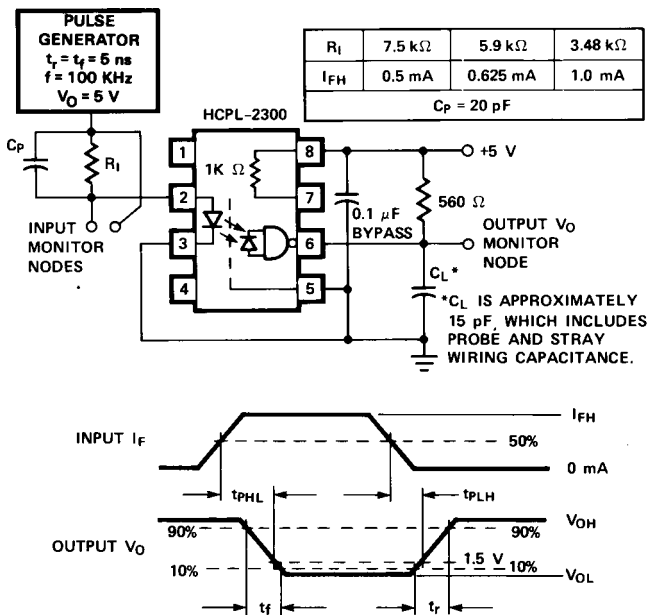 PULSE
GENERATOR
tr = tf = 5 ns
f = 100 KHz
VO = 5 V
RI 7.5 kΩ 5.9 kΩ 3.48 kΩ
IFH 0.5 mA 0.625 mA 1.0 mA
CP = 20 pF
HCPL-2300
CP
RI
1
2
3
4
1K Ω
8
7
6
5
INPUT
MONITOR
NODES
+5 V
0.1 μF
BYPASS
560 Ω
OUTPUT VO
MONITOR
NODE
CL*
*CL IS APPROXIMATELY
15 pF, WHICH INCLUDES
PROBE AND STRAY
WIRING CAPACITANCE.
INPUT IF
IFH
50%
0 mA
tPHL
tPLH
OUTPUT VO
90%
10%
VOH
90%
1.5 V
10%
VOL
tf
tr